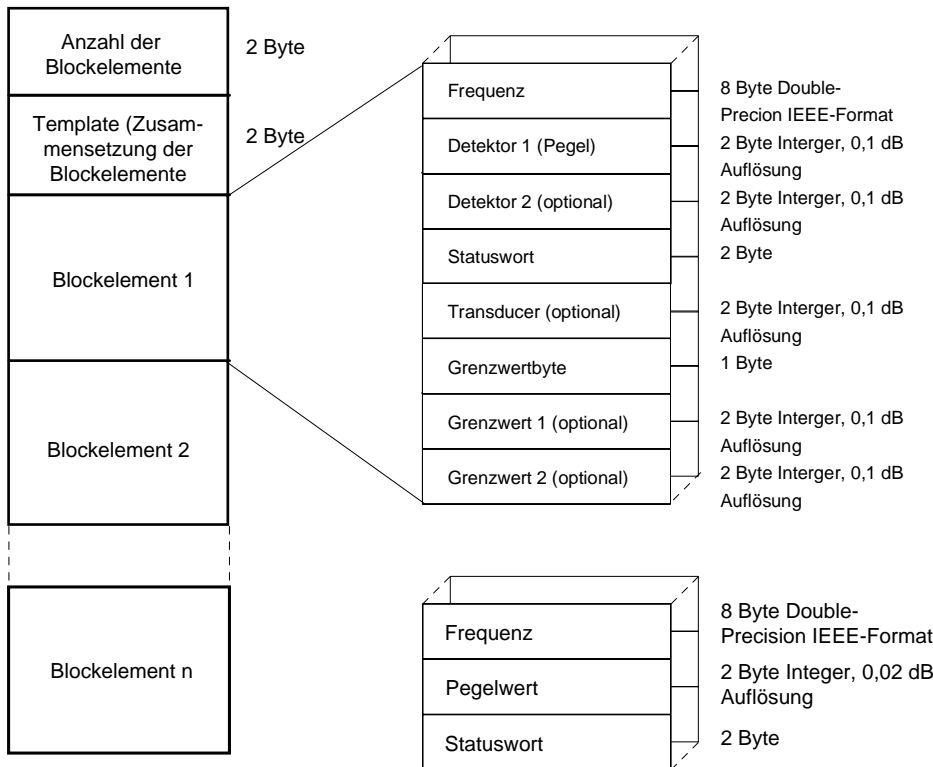 Anzahl der
Blockelemente
2 Byte
Template (Zusam-
mensetzung der
Blockelemente
2 Byte
Blockelement 1
Blockelement 2
Blockelement n
Frequenz
8 Byte Double-
Precion IEEE-Format
Detektor 1 (Pegel)
2 Byte Interger, 0,1 dB
Auflösung
Detektor 2 (optional)
2 Byte Interger, 0,1 dB
Auflösung
Statuswort
2 Byte
Transducer (optional)
2 Byte Interger, 0,1 dB
Auflösung
Grenzwertbyte
1 Byte
Grenzwert 1 (optional)
2 Byte Interger, 0,1 dB
Auflösung
Grenzwert 2 (optional)
2 Byte Interger, 0,1 dB
Auflösung
Frequenz
8 Byte Double-
Precision IEEE-Format
Pegelwert
2 Byte Integer, 0,02 dB
Auflösung
Statuswort
2 Byte